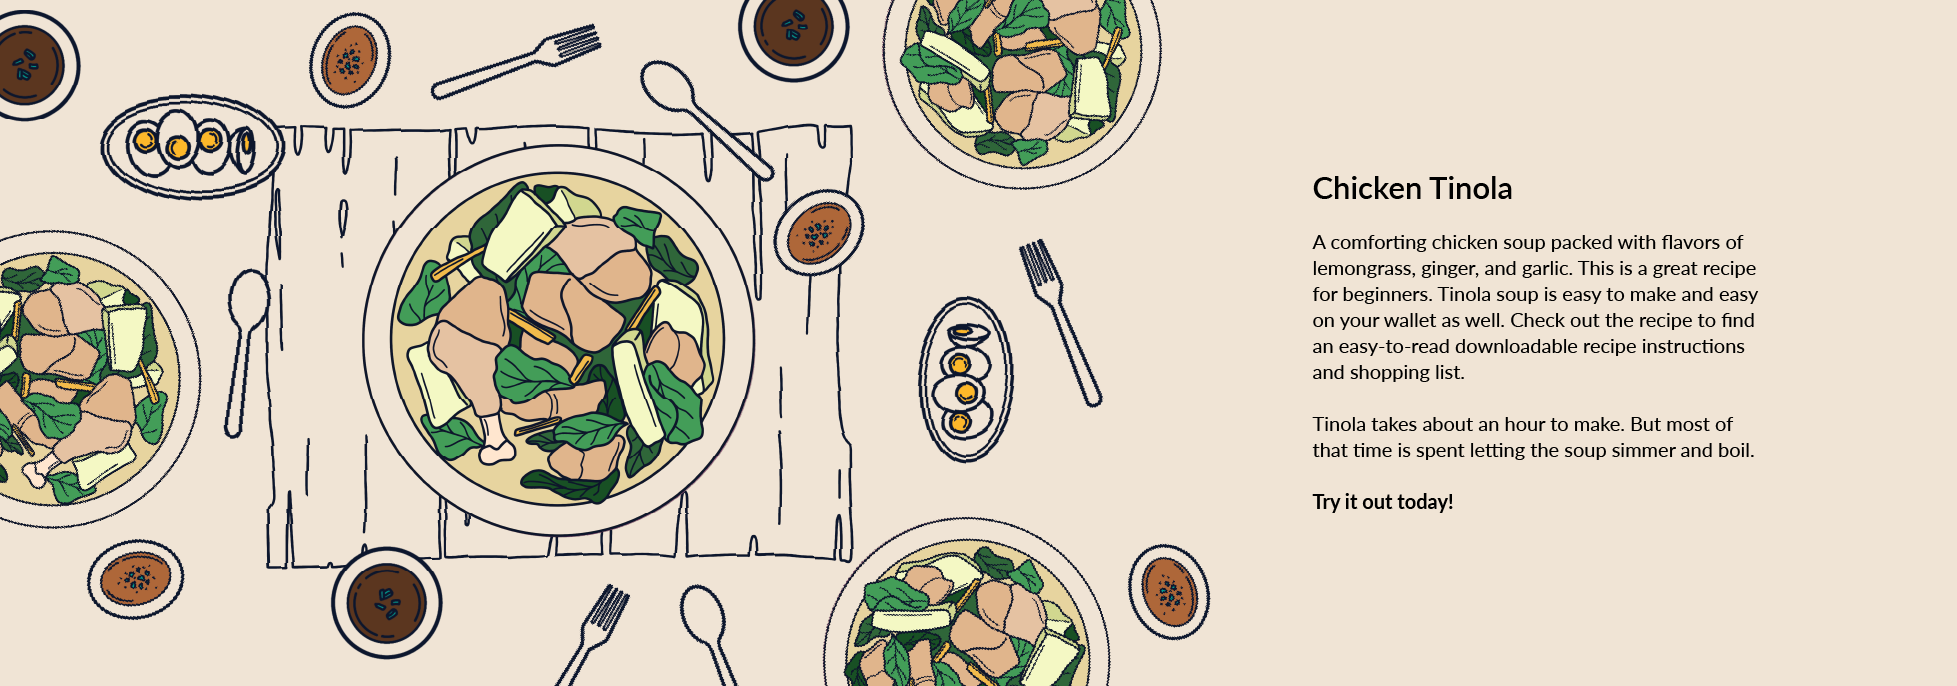 Chicken Tinola
A comforting chicken soup packed with flavors of
lemongrass, ginger, and garlic. This is a great recipe
for beginners. Tinola soup is easy to make and easy
on your wallet as well. Check out the recipe to find
an easy-to-read downloadable recipe instructions
and shopping list.
Tinola takes about an hour to make. But most of
that time is spent letting the soup simmer and boil.
Try it out today!